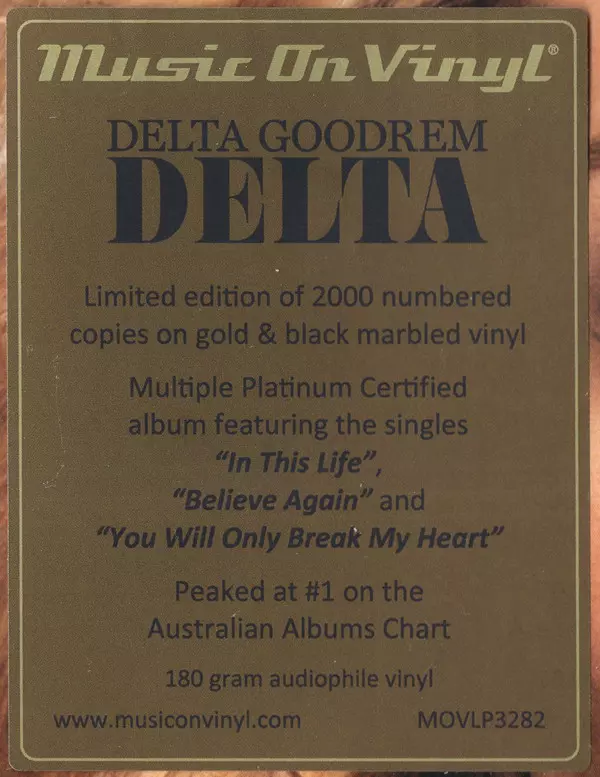 Music On Vinyl®
DELTA GOODREM
DELTA
Limited edition of 2000 numbered
copies on gold & black marbled vinyl
Multiple Platinum Certified
album featuring the singles
“In This Life”,
“Believe Again” and
“You Will Only Break My Heart”
Peaked at #1 on the
Australian Albums Chart
180 gram audiophile vinyl
www.musiconvinyl.com MOVLP3282